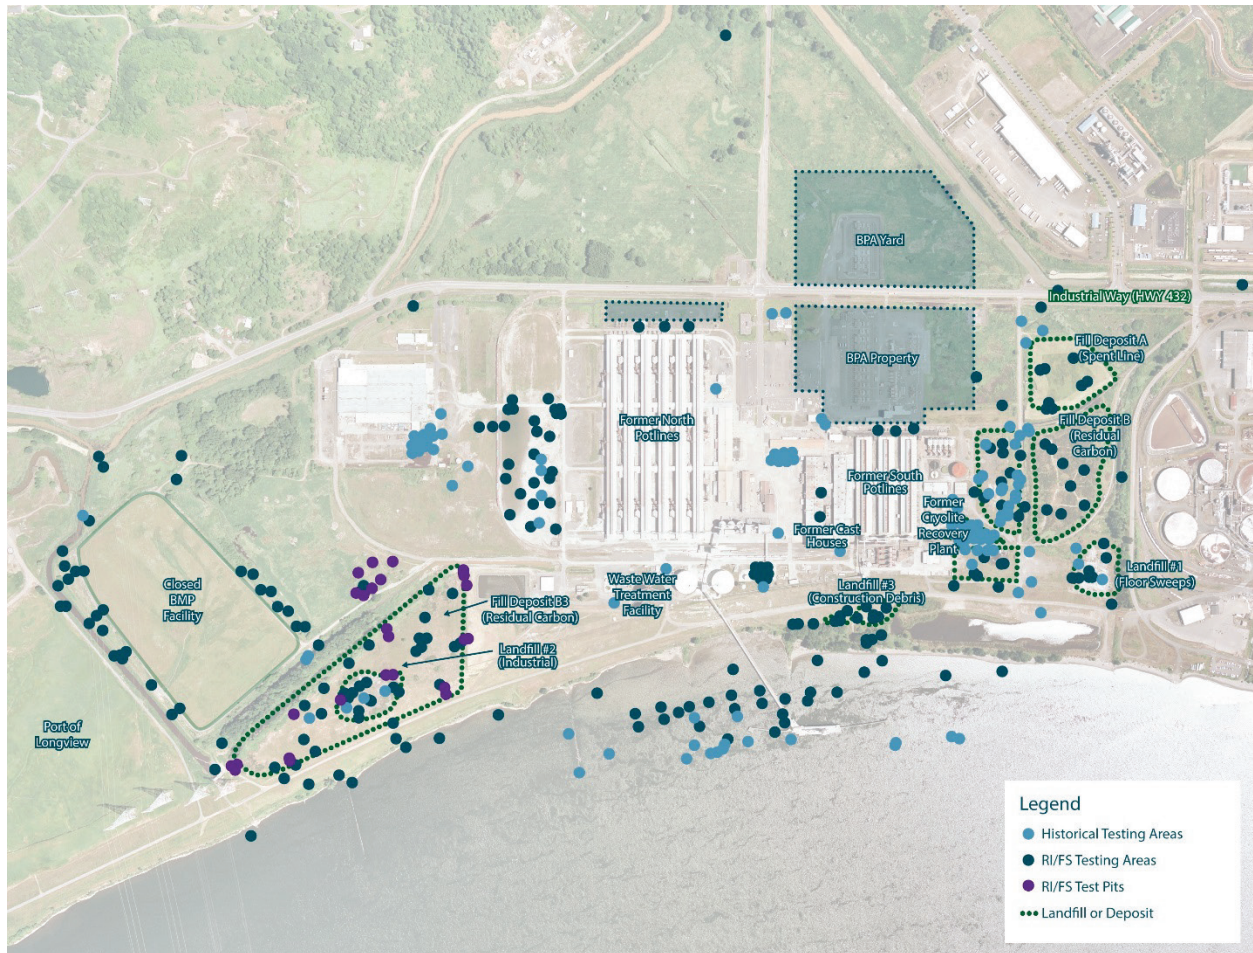 BPA Yard
Industrial Way (HWY 432)
BPA Property
Fill Deposit A
(Spent Line)
Former North
Potlines
Fill Deposit B
(Residual
Carbon)
Former South
Potlines
Former
Cryolite
Recovery
Plant
Former Cast
Houses
Landfill #1
(Floor Sweeps)
Waste Water
Treatment
Facility
Landfill #3
(Construction Debris)
Closed
BMP
Facility
Fill Deposit B3
(Residual Carbon)
Landfill #2
(Industrial)
Port of
Longview
Legend
Historical Testing Areas
RI/FS Testing Areas
RI/FS Test Pits
Landfill or Deposit